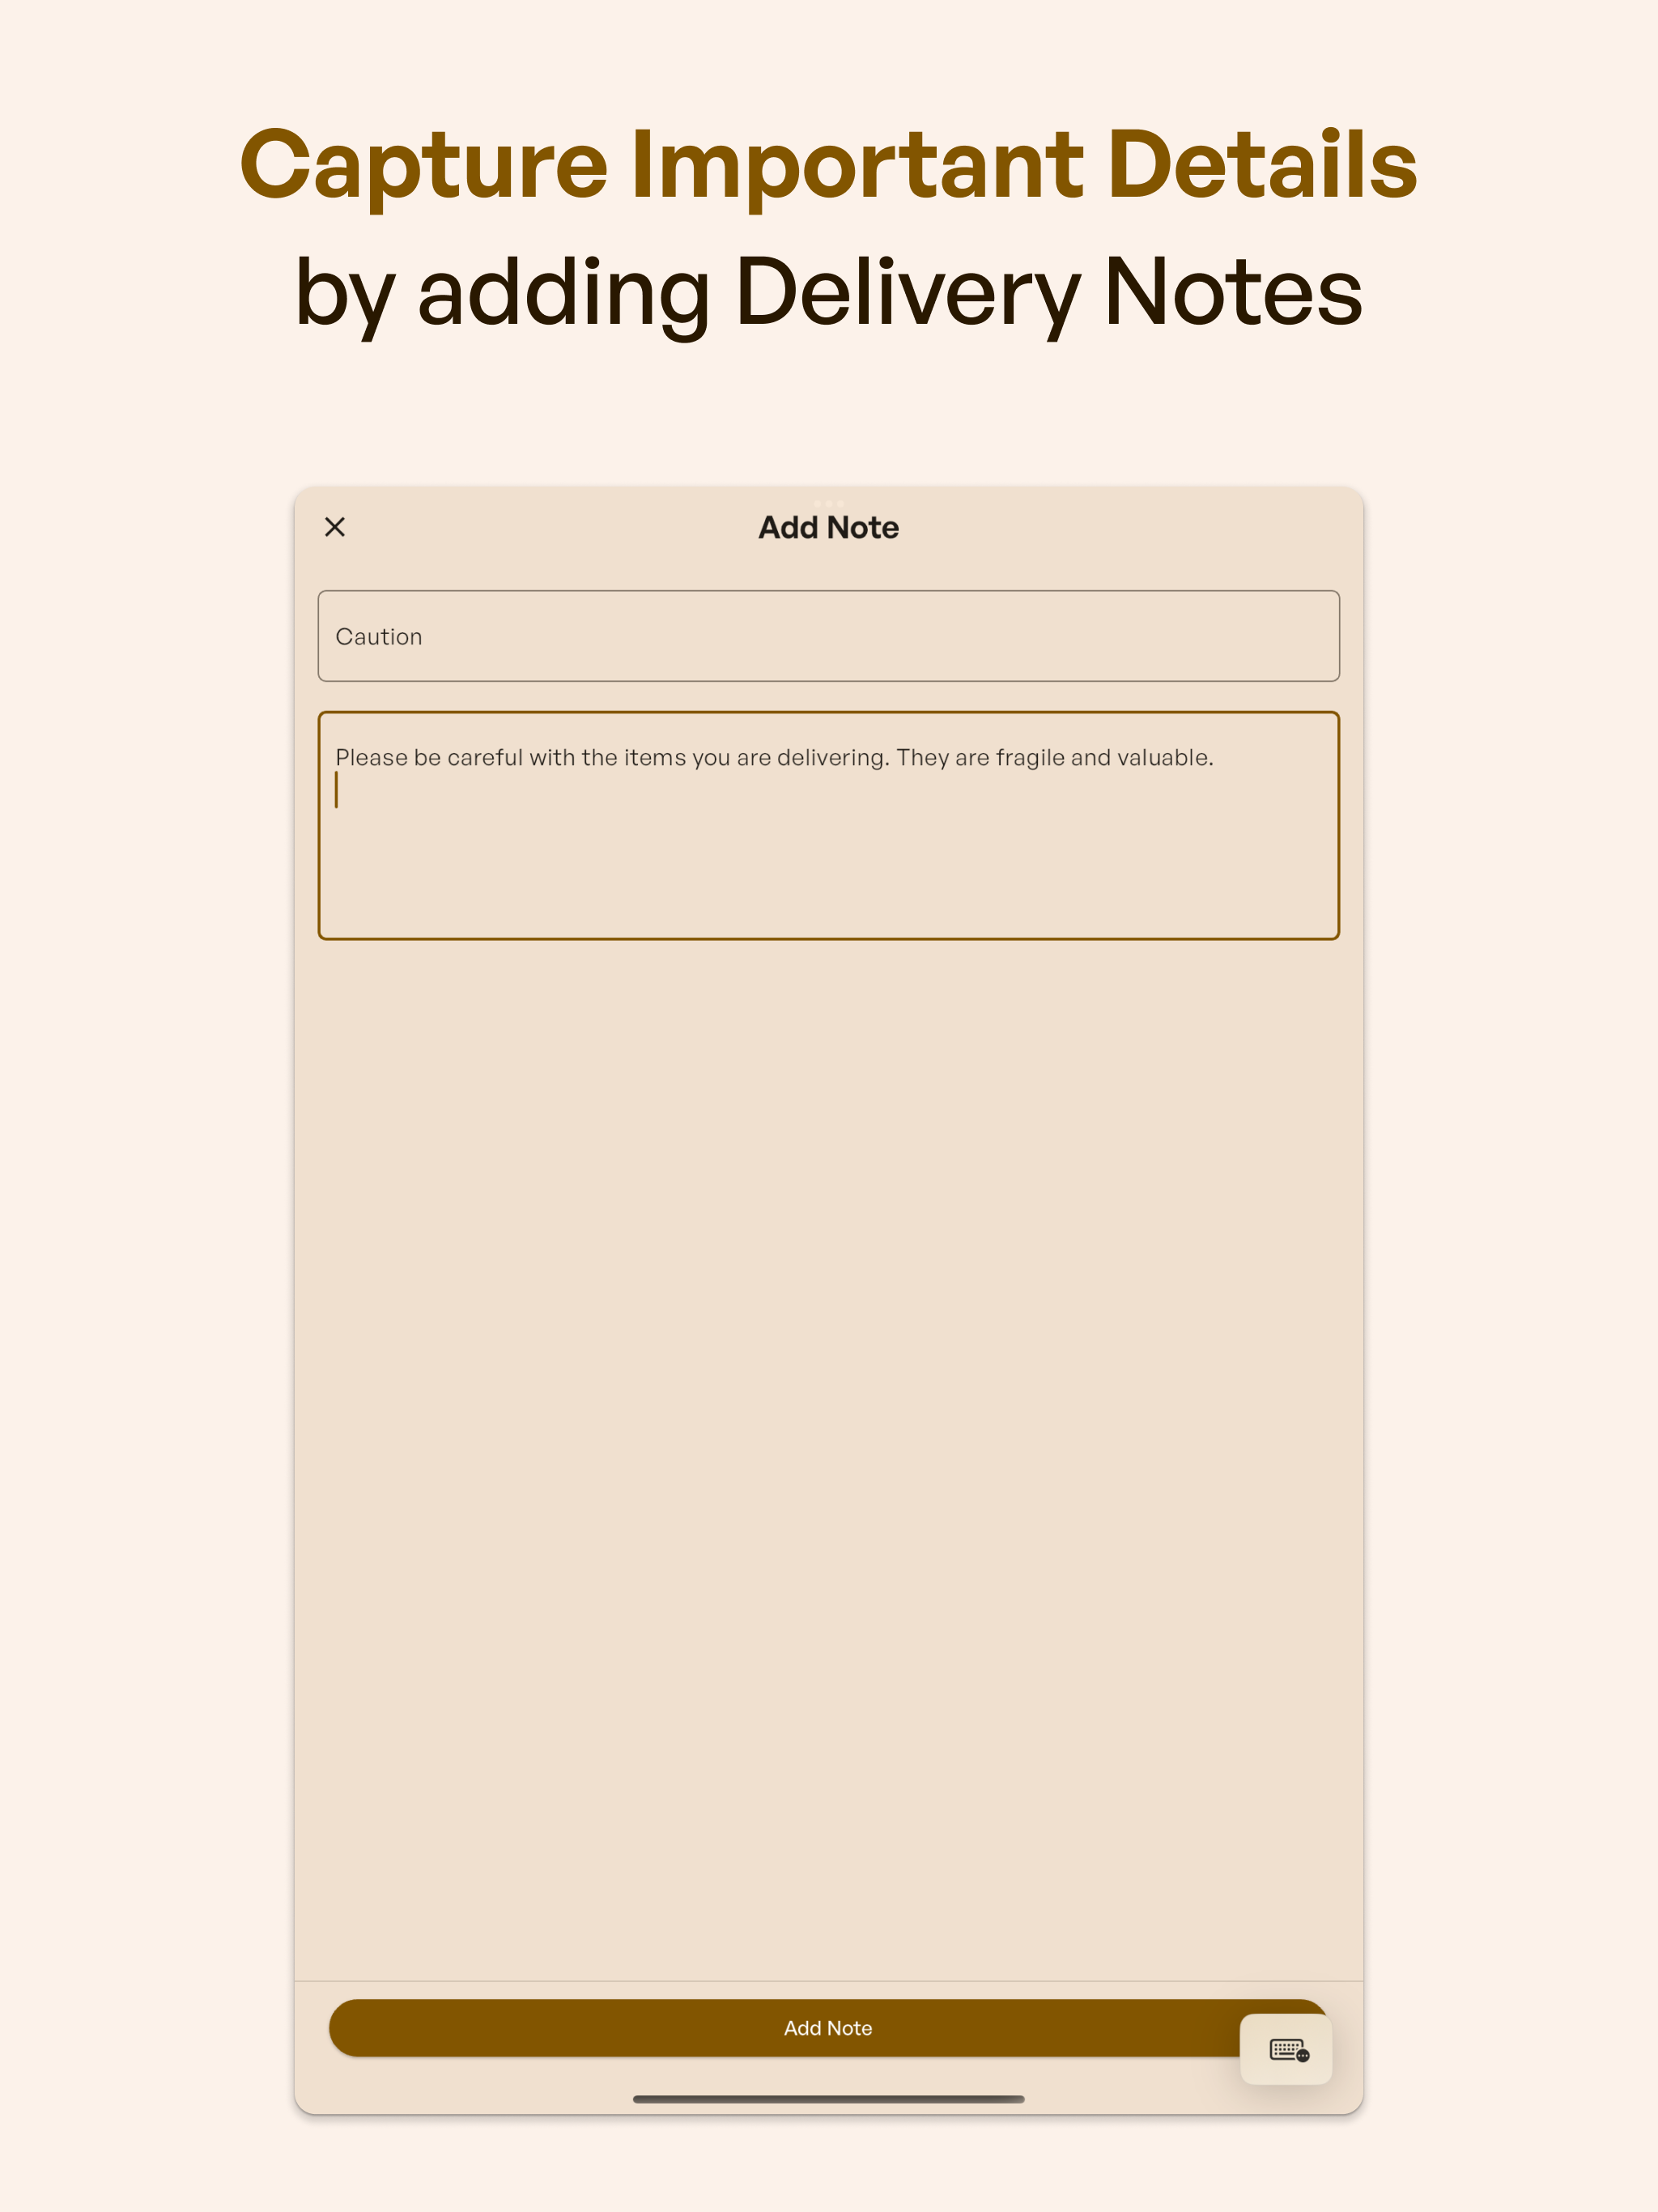 Capture Important Details
by adding Delivery Notes
Add Note
Caution
Please be careful with the items you are delivering. They are fragile and valuable.
Add Note